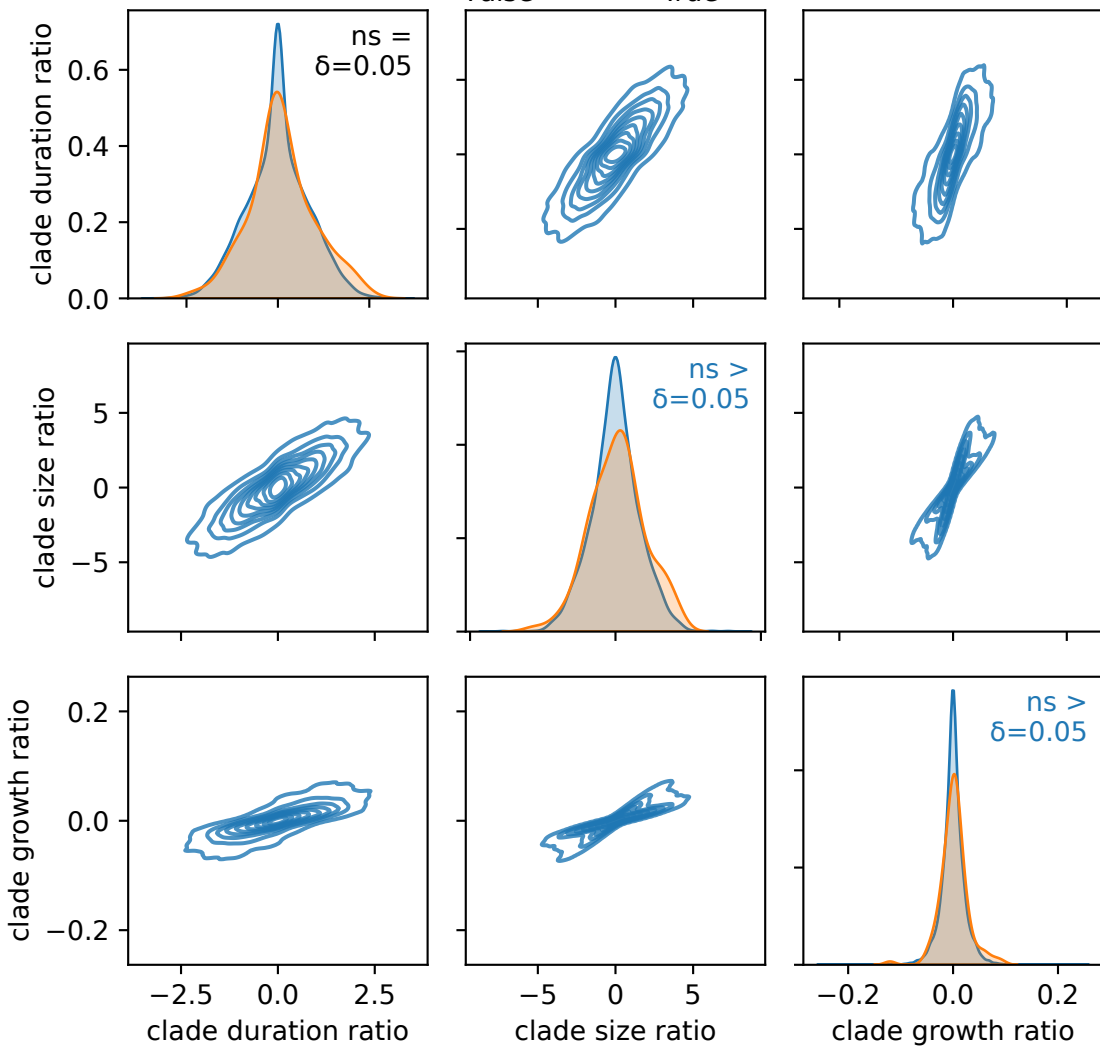 clade duration ratio
0.6
0.4
0.2
0.0
ns =
δ=0.05
clade size ratio
5
0
−5
ns >
δ=0.05
clade growth ratio
0.2
0.0
−0.2
ns >
δ=0.05
−2.5 0.0 2.5
−5 0 5
−0.2 0.0 0.2
clade duration ratio
clade size ratio
clade growth ratio